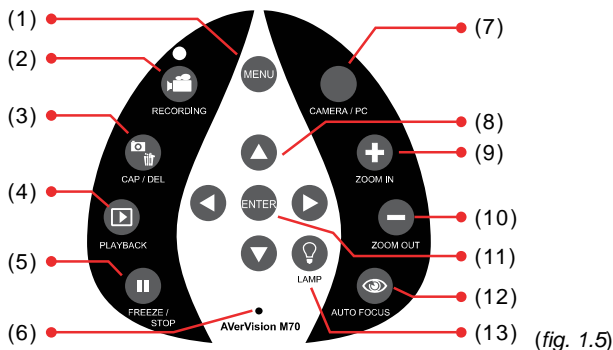 (1)
(2)
(3)
(4)
(5)
(6)
MENU
RECORDING
CAP / DEL
PLAYBACK
FREEZE /
STOP
ENTER
LAMP
AVerVision M70
CAMERA / PC
ZOOM IN
ZOOM OUT
AUTO FOCUS
(7)
(8)
(9)
(10)
(11)
(12)
(13)
(fig. 1.5)